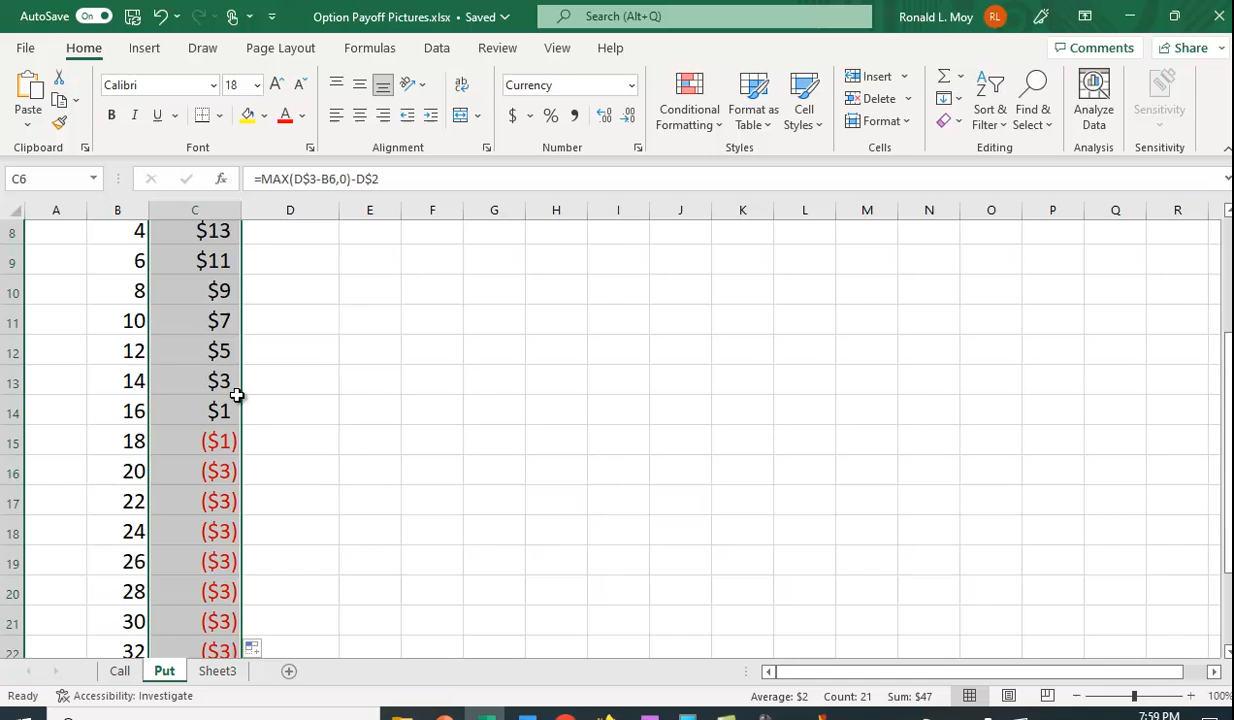 AutoSave On Option Payoff Pictures.xlsx • Saved Search (Alt+Q) Ronald L. Moy RL
File Home Insert Draw Page Layout Formulas Data Review View Help Comments Share
Paste Calibri 18 A A ab Currency Conditional Formatting Format as Table Cell Styles Insert Delete Format Sort & Filter Find & Select Analyze Data Sensitivity
B I U A $ % 9
Clipboard Font Alignment Number Styles Cells Editing Analysis Sensitivity
C6 fx =MAX(D$3-B6,0)-D$2
A B C D E F G H I J K L M N O P Q R
8 4 $13
9 6 $11
10 8 $9
11 10 $7
12 12 $5
13 14 $3
14 16 $1
15 18 ($1)
16 20 ($3)
17 22 ($3)
18 24 ($3)
19 26 ($3)
20 28 ($3)
21 30 ($3)
22 32 ($3)
Call Put Sheet3
Ready Accessibility: Investigate Average: $2 Count: 21 Sum: $47 100%
7:59 PM